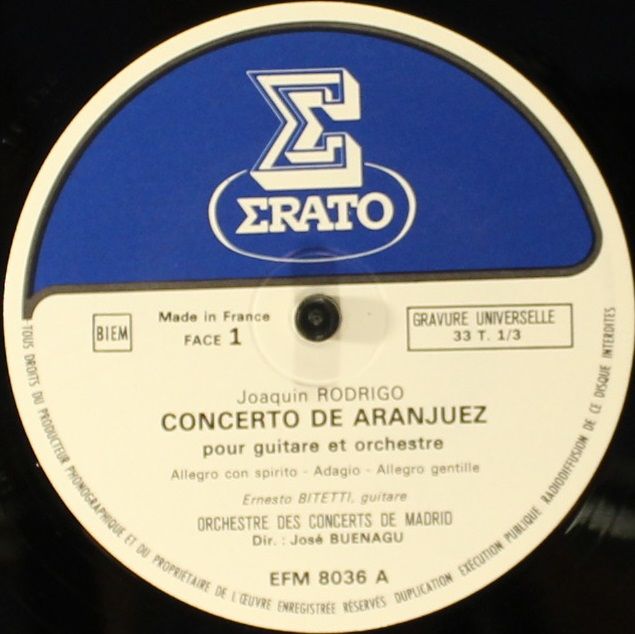 Σ
ΣRATO
BIEM
Made in France
FACE 1
GRAVURE UNIVERSELLE
33 T. 1/3
Joaquin RODRIGO
CONCERTO DE ARANJUEZ
pour guitare et orchestre
Allegro con spirito - Adagio - Allegro gentille
Ernesto BITETTI, guitare
ORCHESTRE DES CONCERTS DE MADRID
Dir. : José BUENAGU
EFM 8036 A
TOUS DROITS DU PRODUCTEUR PHONOGRAPHIQUE ET DU PROPRIÉTAIRE DE L'ŒUVRE ENREGISTRÉE RÉSERVÉS DUPLICATION EXÉCUTION PUBLIQUE RADIODIFFUSION DE CE DISQUE INTERDITES